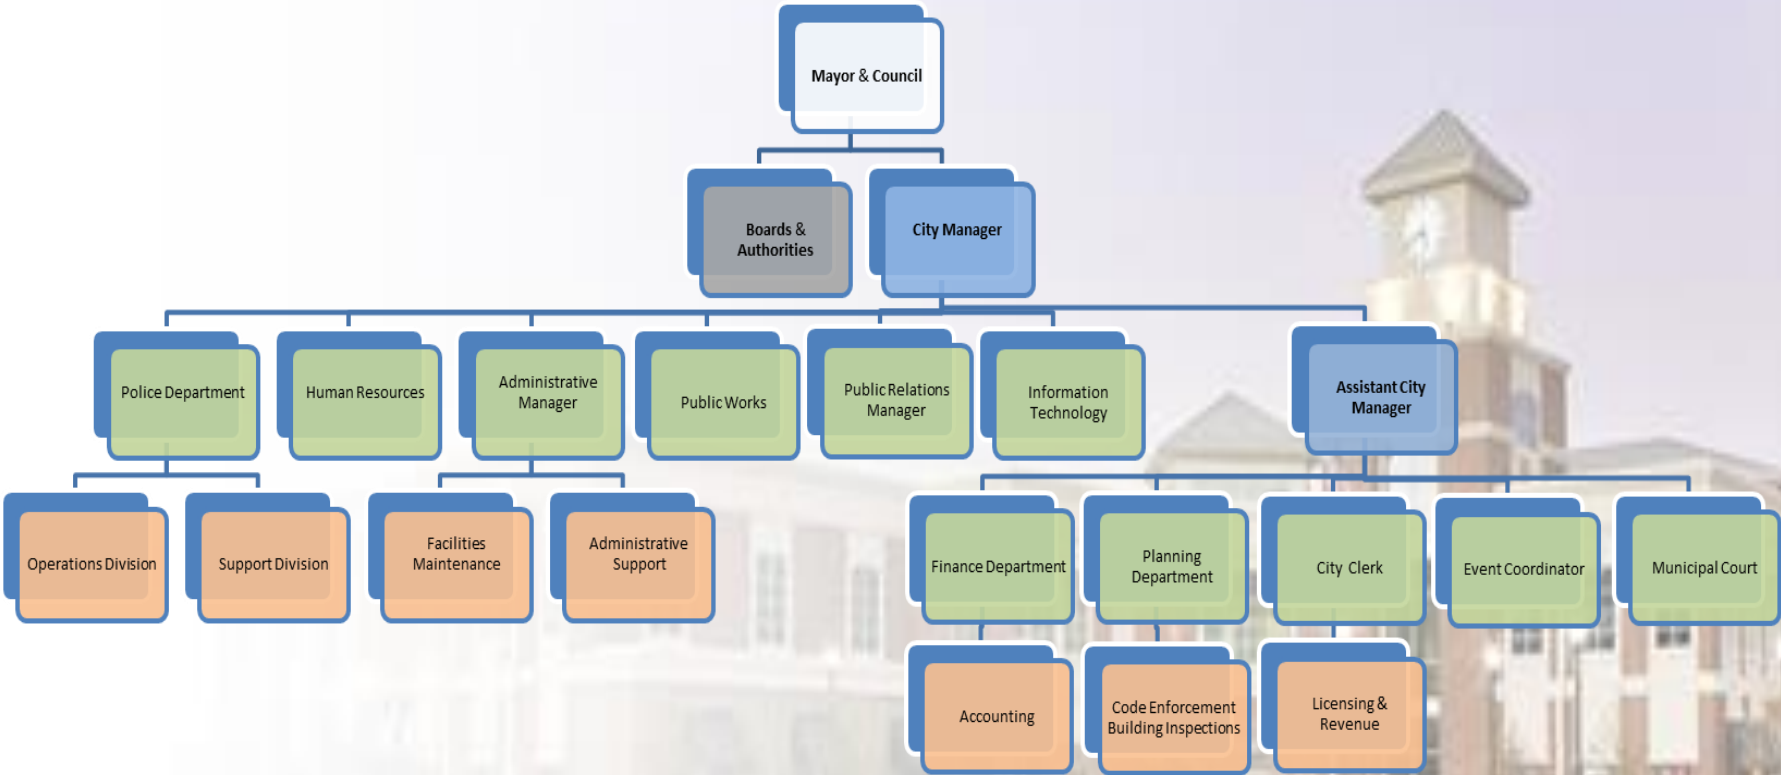 Mayor & Council
Boards &
Authorities
City Manager
Police Department
Human Resources
Administrative
Manager
Public Works
Public Relations
Manager
Information
Technology
Assistant City
Manager
Operations Division
Support Division
Facilities
Maintenance
Administrative
Support
Finance Department
Planning
Department
City Clerk
Event Coordinator
Municipal Court
Accounting
Code Enforcement
Building Inspections
Licensing &
Revenue